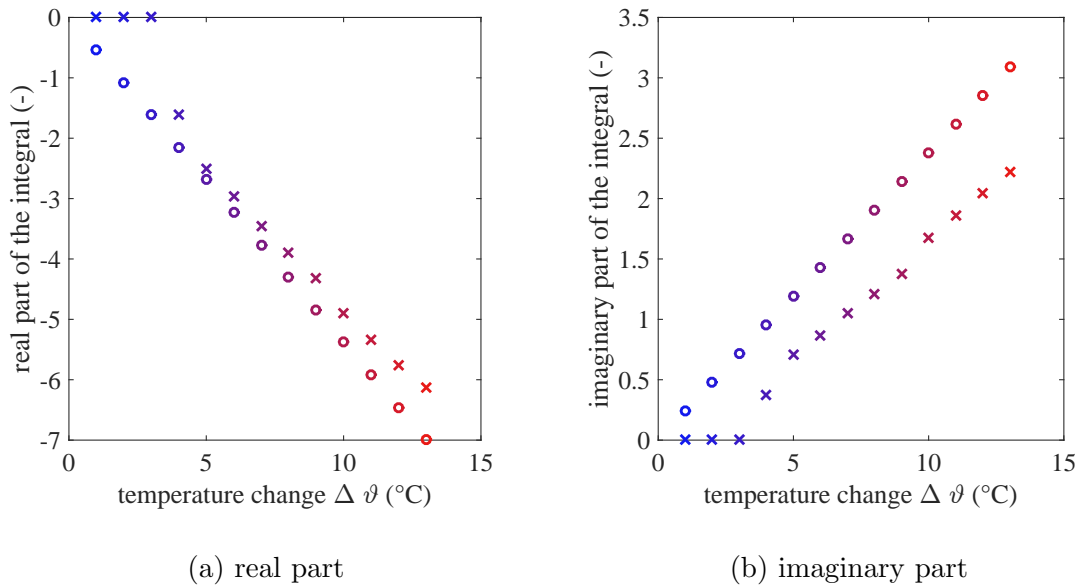 0
-1
-2
-3
-4
-5
-6
-7
real part of the integral (-)
0 5 10 15
temperature change Δ ϑ (°C)
(a) real part
3.5
3
2.5
2
1.5
1
0.5
0
imaginary part of the integral (-)
0 5 10 15
temperature change Δ ϑ (°C)
(b) imaginary part